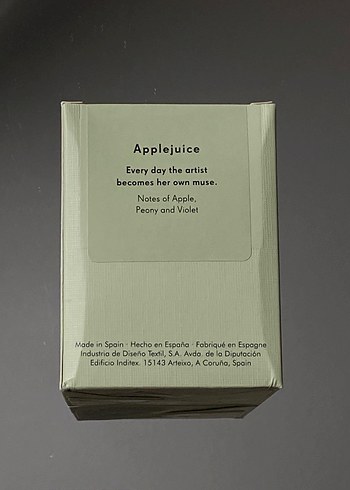 Applejuice
Every day the artist
becomes her own muse.
Notes of Apple,
Peony and Violet
Made in Spain · Hecho en España · Fabriqué en Espagne
Industria de Diseño Textil, S.A. Avda. de la Diputación
Edificio Inditex. 15143 Arteixo, A Coruña, Spain